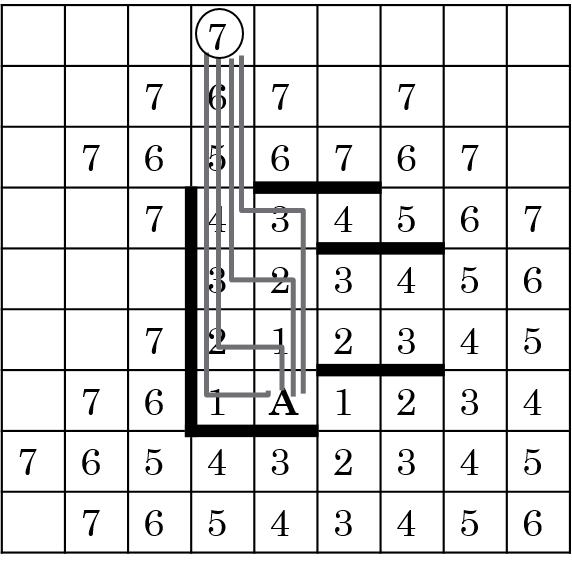 7
7 6 7 7
7 6 5 6 7 6 7
7 4 3 4 5 6 7
3 2 3 4 5 6
7 2 1 2 3 4 5
7 6 1 A 1 2 3 4
7 6 5 4 3 2 3 4 5
7 6 5 4 3 4 5 6